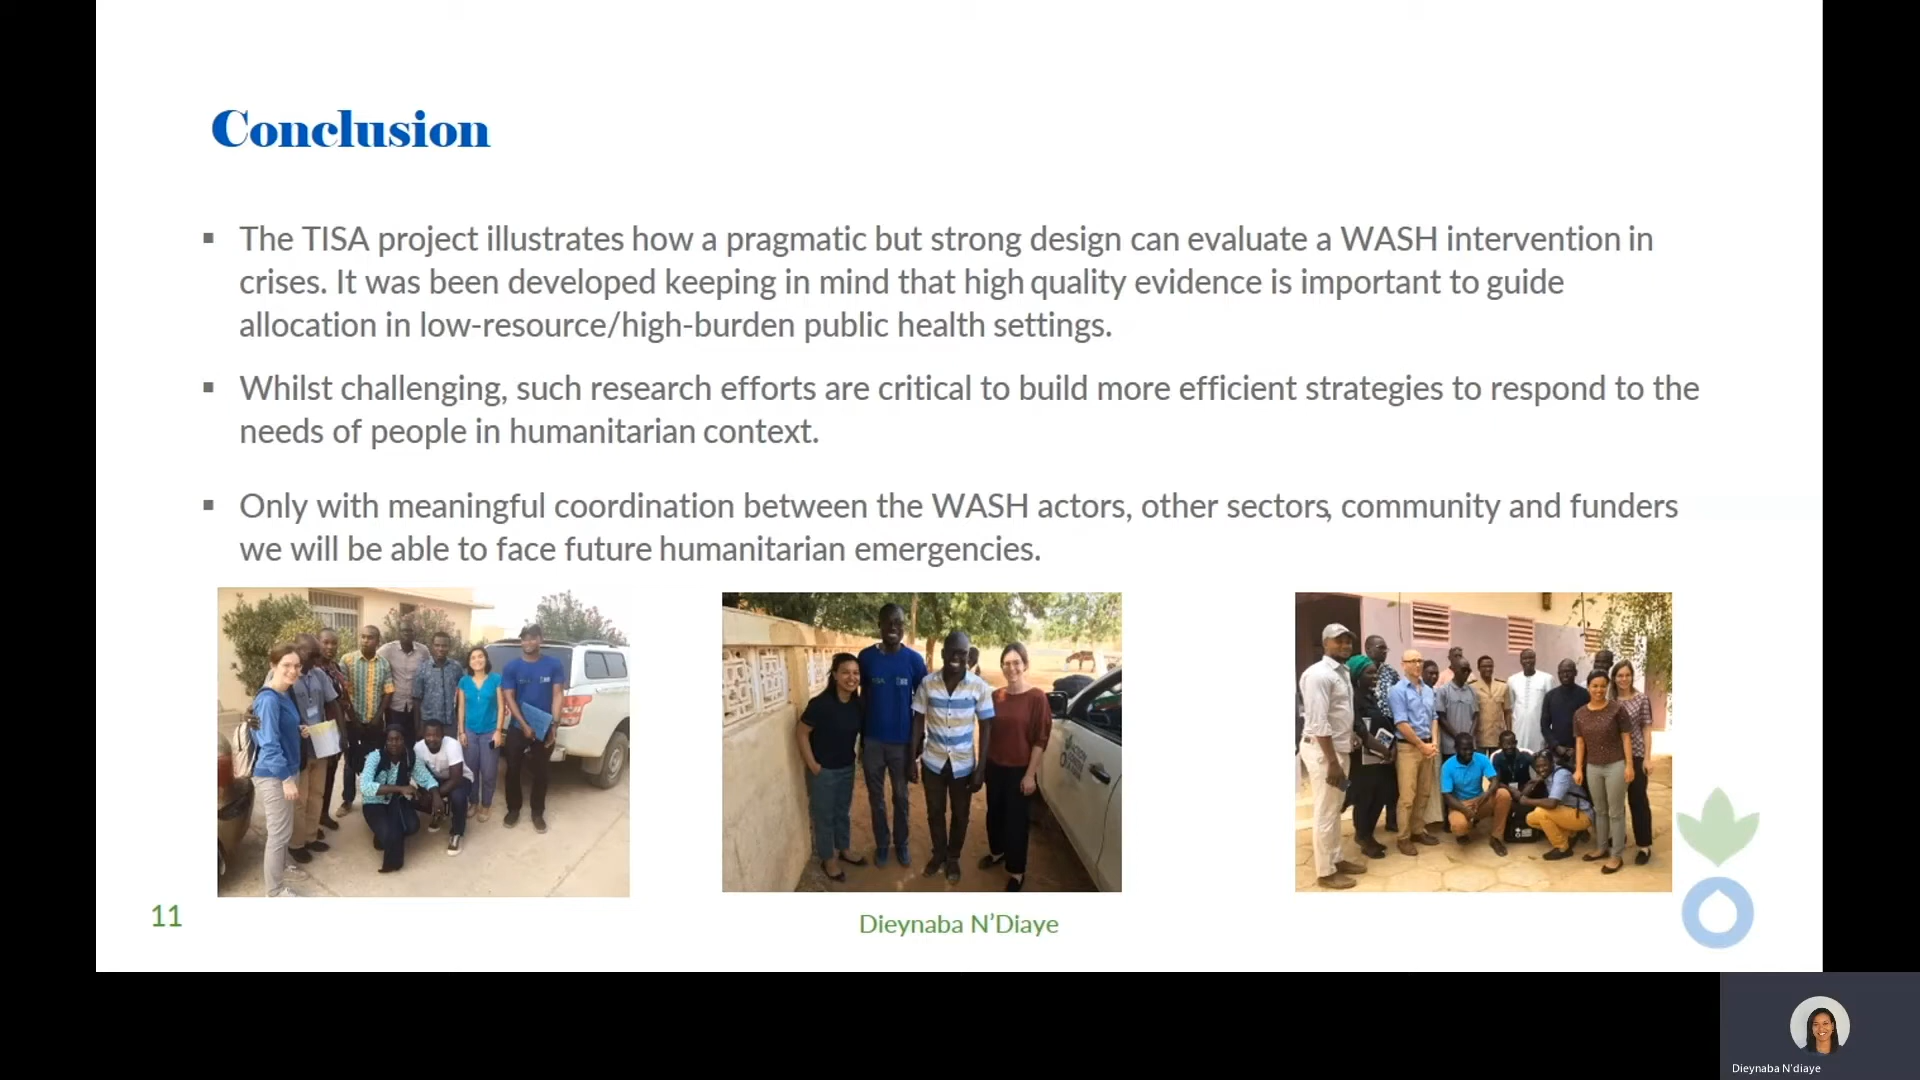 Conclusion
▪ The TISA project illustrates how a pragmatic but strong design can evaluate a WASH intervention in
crises. It was been developed keeping in mind that high quality evidence is important to guide
allocation in low-resource/high-burden public health settings.
▪ Whilst challenging, such research efforts are critical to build more efficient strategies to respond to the
needs of people in humanitarian context.
▪ Only with meaningful coordination between the WASH actors, other sectors, community and funders
we will be able to face future humanitarian emergencies.
11
Dieynaba N’Diaye
Dieynaba N'diaye